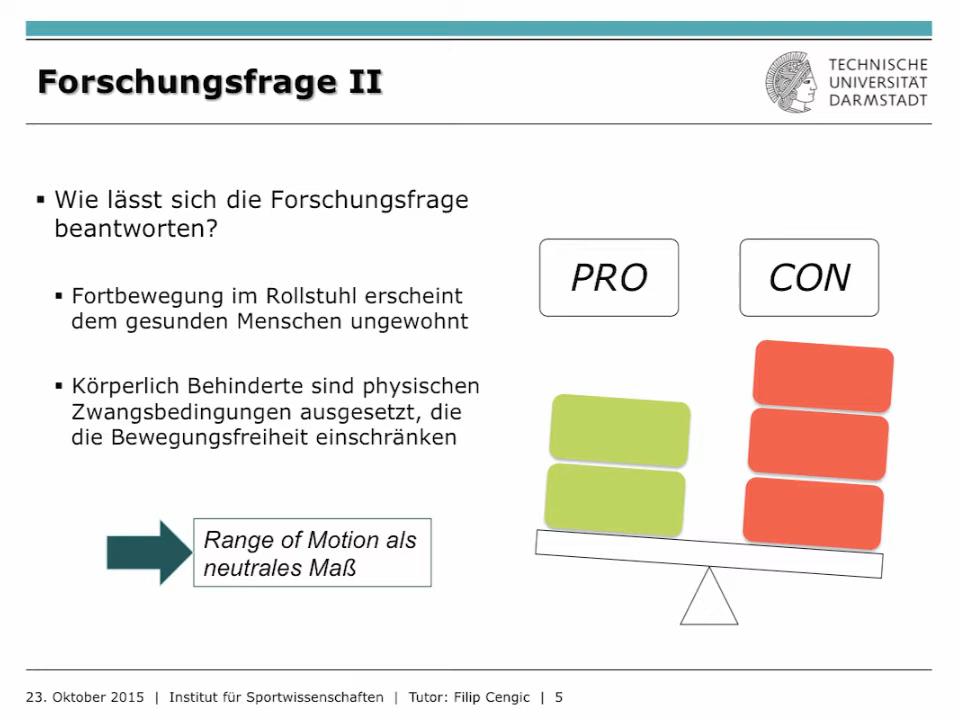 Forschungsfrage II
TECHNISCHE
UNIVERSITÄT
DARMSTADT
▪ Wie lässt sich die Forschungsfrage
beantworten?
▪ Fortbewegung im Rollstuhl erscheint
dem gesunden Menschen ungewohnt
▪ Körperlich Behinderte sind physischen
Zwangsbedingungen ausgesetzt, die
die Bewegungsfreiheit einschränken
Range of Motion als
neutrales Maß
PRO
CON
23. Oktober 2015 | Institut für Sportwissenschaften | Tutor: Filip Cengic | 5